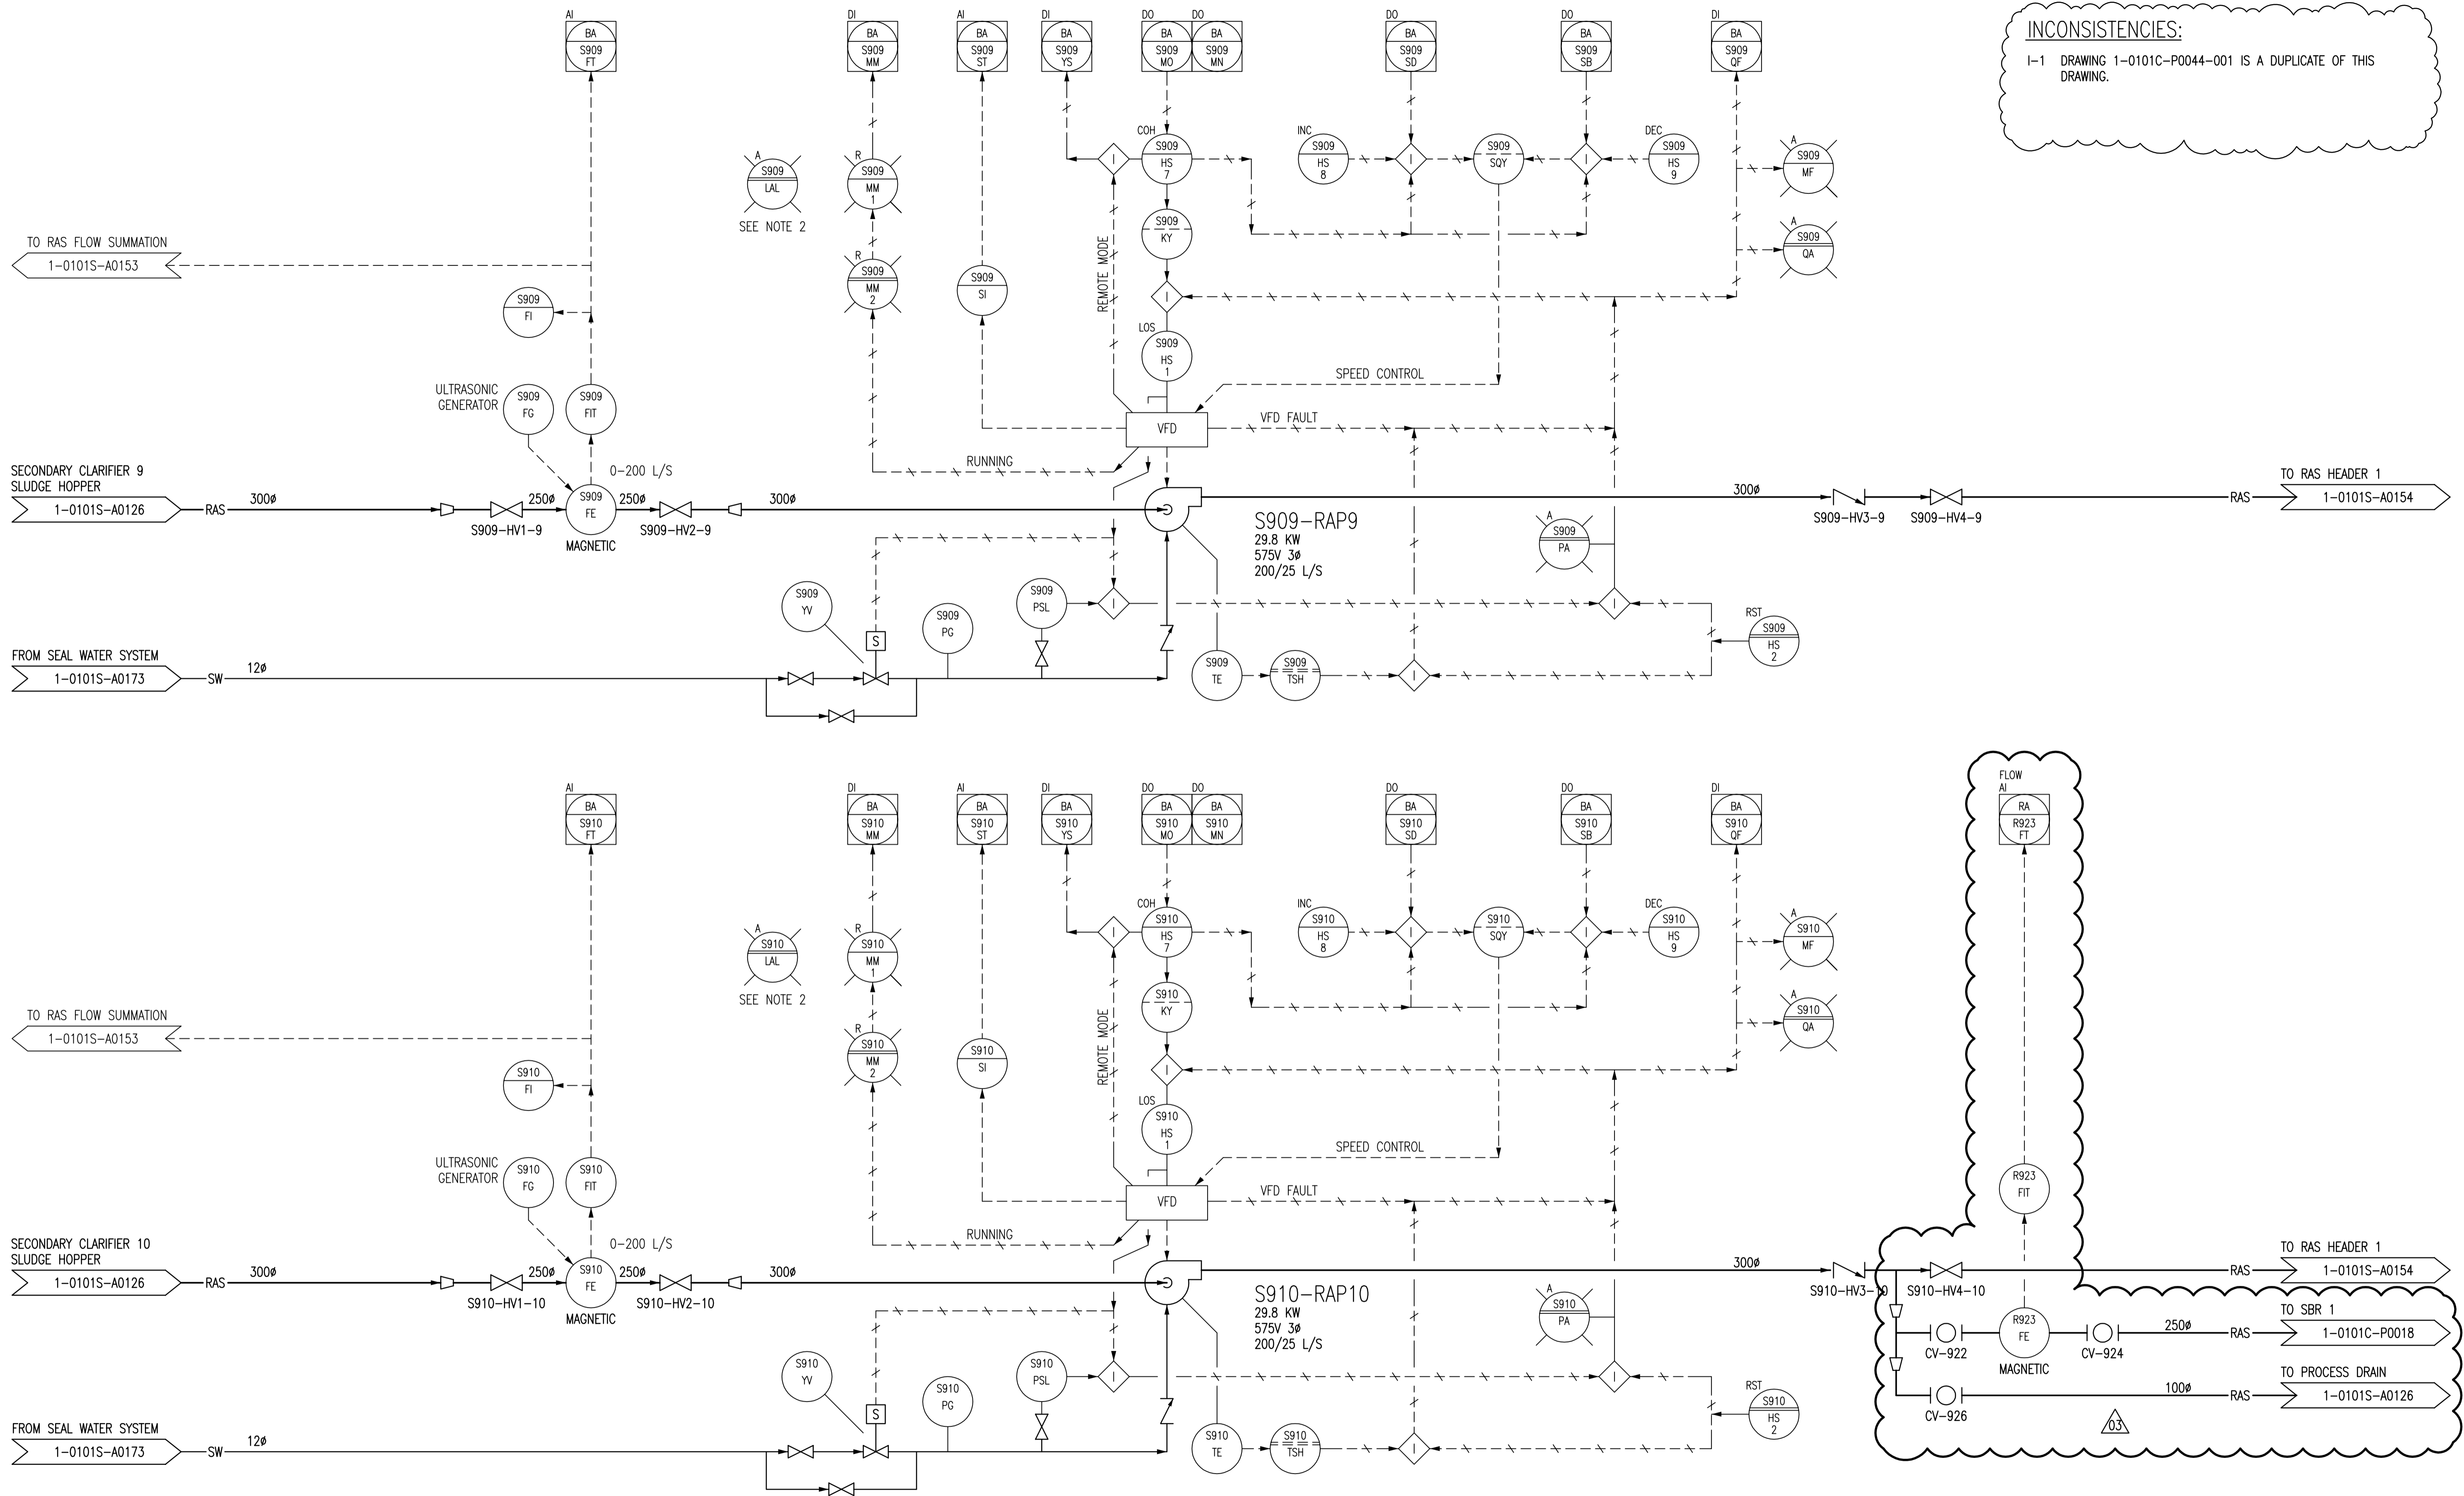 INCONSISTENCIES:
I-1 DRAWING 1-0101C-P0044-001 IS A DUPLICATE OF THIS
DRAWING.
AI
BA
S909
FT
DI
BA
S909
MM
AI
BA
S909
ST
DI
BA
S909
YS
DO
BA
S909
MO
DO
BA
S909
MN
DO
BA
S909
SD
DO
BA
S909
SB
DI
BA
S909
QF
A
S909
LAL
SEE NOTE 2
R
S909
MM
1
R
S909
MM
2
S909
SI
COH
S909
HS
7
S909
KY
LOS
S909
HS
1
REMOTE MODE
INC
S909
HS
8
S909
SQY
DEC
S909
HS
9
A
S909
MF
A
S909
QA
I
I
I
I
TO RAS FLOW SUMMATION
1-0101S-A0153
S909
FI
ULTRASONIC
GENERATOR
S909
FG
S909
FIT
SPEED CONTROL
VFD
VFD FAULT
RUNNING
SECONDARY CLARIFIER 9
SLUDGE HOPPER
1-0101S-A0126
RAS
300ø
S909-HV1-9
250ø
S909
FE
MAGNETIC
0-200 L/S
250ø
S909-HV2-9
300ø
S909-RAP9
29.8 KW
575V 3ø
200/25 L/S
300ø
S909-HV3-9
S909-HV4-9
RAS
TO RAS HEADER 1
1-0101S-A0154
A
S909
PA
S909
YV
S
S909
PG
S909
PSL
I
I
RST
S909
HS
2
FROM SEAL WATER SYSTEM
1-0101S-A0173
SW
12ø
S909
TE
S909
TSH
I
AI
BA
S910
FT
DI
BA
S910
MM
AI
BA
S910
ST
DI
BA
S910
YS
DO
BA
S910
MO
DO
BA
S910
MN
DO
BA
S910
SD
DO
BA
S910
SB
DI
BA
S910
QF
FLOW
AI
RA
R923
FT
A
S910
LAL
SEE NOTE 2
R
S910
MM
1
R
S910
MM
2
S910
SI
COH
S910
HS
7
S910
KY
LOS
S910
HS
1
REMOTE MODE
INC
S910
HS
8
S910
SQY
DEC
S910
HS
9
A
S910
MF
A
S910
QA
I
I
I
I
TO RAS FLOW SUMMATION
1-0101S-A0153
S910
FI
ULTRASONIC
GENERATOR
S910
FG
S910
FIT
SPEED CONTROL
VFD
VFD FAULT
RUNNING
R923
FIT
SECONDARY CLARIFIER 10
SLUDGE HOPPER
1-0101S-A0126
RAS
300ø
S910-HV1-10
250ø
S910
FE
MAGNETIC
0-200 L/S
250ø
S910-HV2-10
300ø
S910-RAP10
29.8 KW
575V 3ø
200/25 L/S
300ø
S910-HV3-10
S910-HV4-10
RAS
TO RAS HEADER 1
1-0101S-A0154
A
S910
PA
CV-922
R923
FE
MAGNETIC
CV-924
250ø
RAS
TO SBR 1
1-0101C-P0018
CV-926
100ø
RAS
TO PROCESS DRAIN
1-0101S-A0126
03
S910
YV
S
S910
PG
S910
PSL
I
I
RST
S910
HS
2
FROM SEAL WATER SYSTEM
1-0101S-A0173
SW
12ø
S910
TE
S910
TSH
I